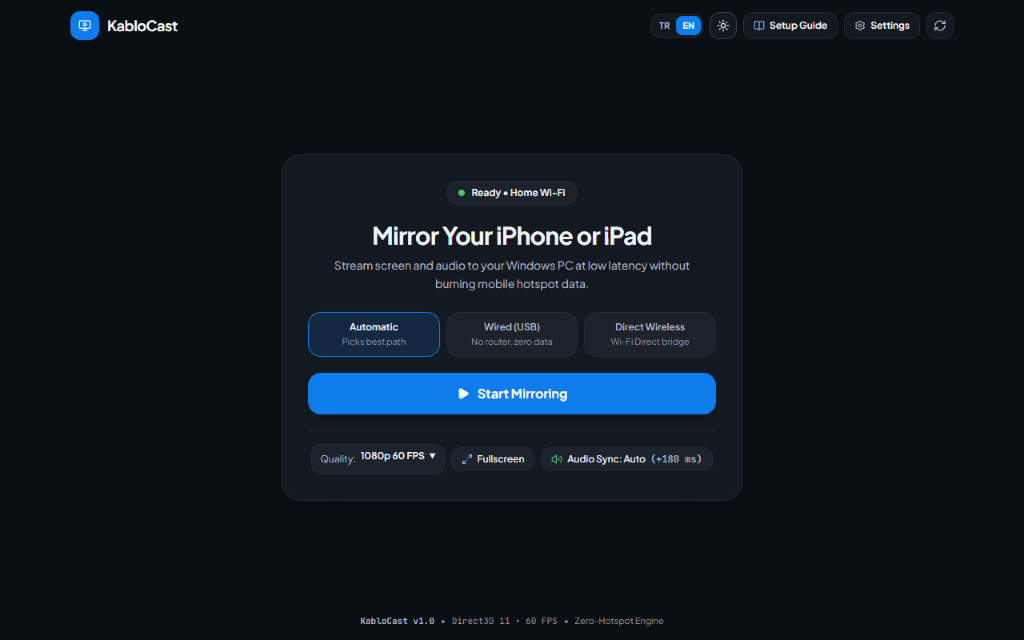 KabloCast
TR EN Setup Guide Settings
Ready • Home Wi-Fi
Mirror Your iPhone or iPad
Stream screen and audio to your Windows PC at low latency without
burning mobile hotspot data.
Automatic
Picks best path
Wired (USB)
No router, zero data
Direct Wireless
Wi-Fi Direct bridge
Start Mirroring
Quality: 1080p 60 FPS ▾ Fullscreen Audio Sync: Auto (+180 ms)
KabloCast v1.0 • Direct3D 11 · 60 FPS • Zero-Hotspot Engine